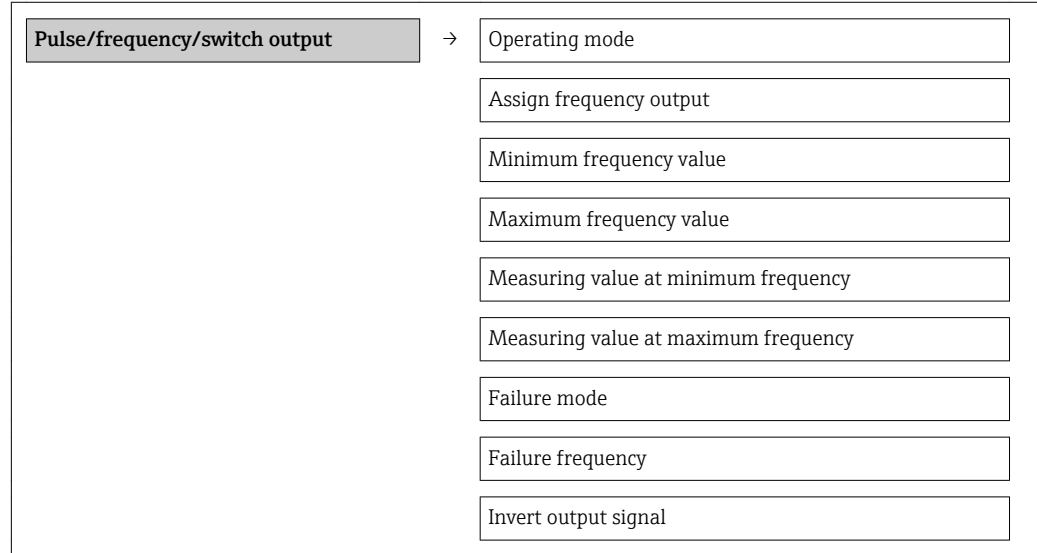 Pulse/frequency/switch output → Operating mode
Assign frequency output
Minimum frequency value
Maximum frequency value
Measuring value at minimum frequency
Measuring value at maximum frequency
Failure mode
Failure frequency
Invert output signal